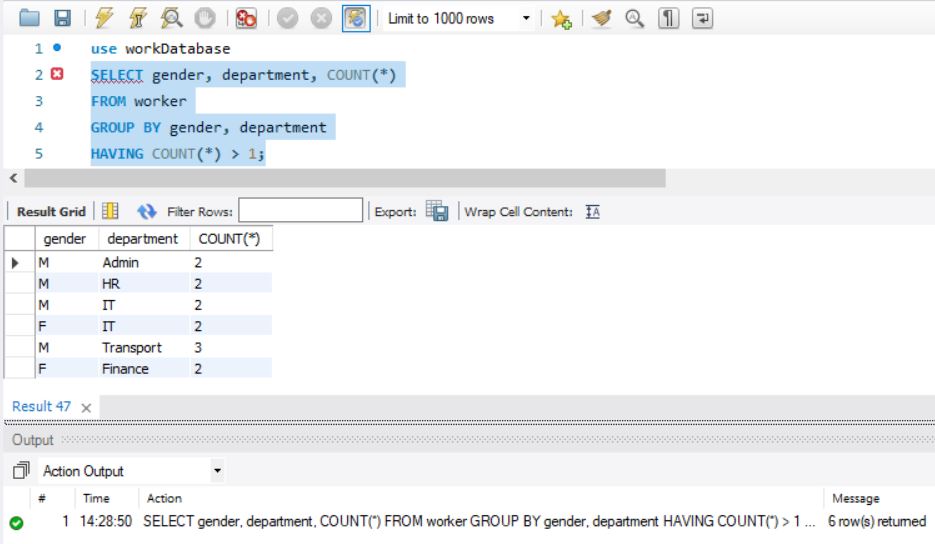 Limit to 1000 rows
1 use workDatabase
2 SELECT gender, department, COUNT(*)
3 FROM worker
4 GROUP BY gender, department
5 HAVING COUNT(*) > 1;
Result Grid Filter Rows: Export: Wrap Cell Content:
gender department COUNT(*)
M Admin 2
M HR 2
M IT 2
F IT 2
M Transport 3
F Finance 2
Result 47
Output
Action Output
# Time Action Message
1 14:28:50 SELECT gender, department, COUNT(*) FROM worker GROUP BY gender, department HAVING COUNT(*) > 1 ... 6 row(s) returned